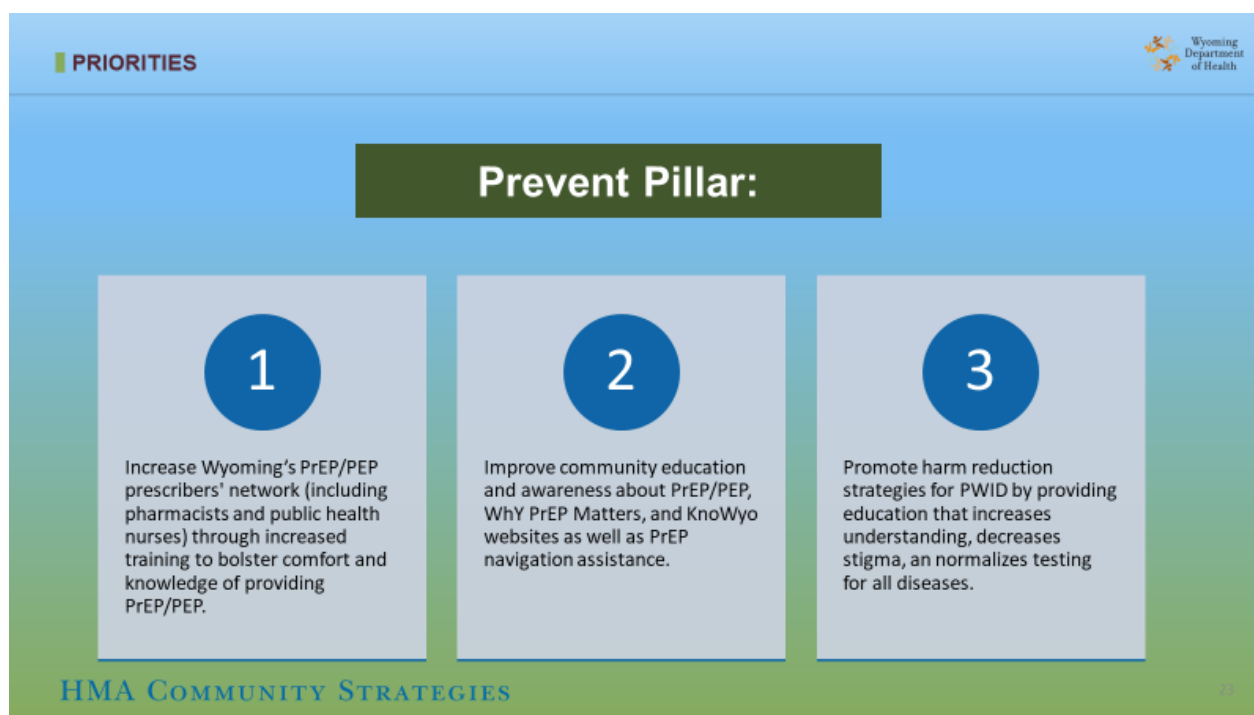 PRIORITIES
Wyoming
Department
of Health
Prevent Pillar:
1
Increase Wyoming's PrEP/PEP
prescribers' network (including
pharmacists and public health
nurses) through increased
training to bolster comfort and
knowledge of providing
PrEP/PEP.
2
Improve community education
and awareness about PrEP/PEP,
WhY PrEP Matters, and KnoWyo
websites as well as PrEP
navigation assistance.
3
Promote harm reduction
strategies for PWID by providing
education that increases
understanding, decreases
stigma, an normalizes testing
for all diseases.
HMA Community Strategies
23